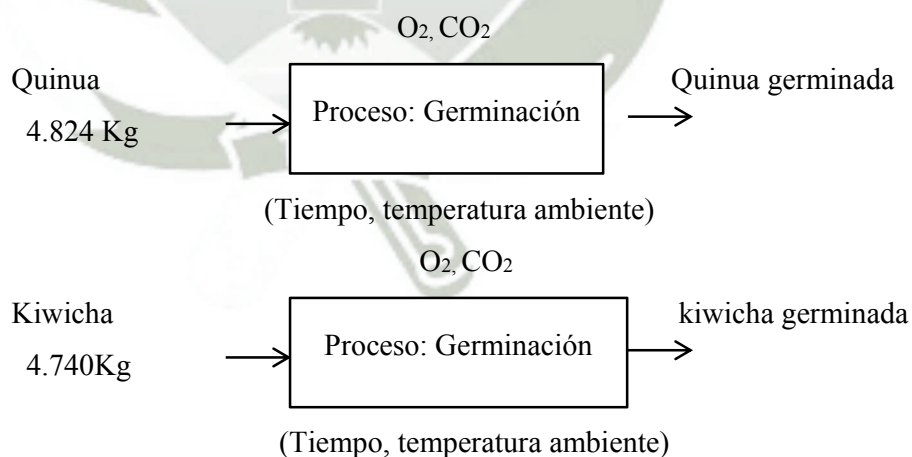 O2, CO2
Quinua
Quinua germinada
Proceso: Germinación
4.824 Kg
(Tiempo, temperatura ambiente)
O2, CO2
Kiwicha
kiwicha germinada
Proceso: Germinación
4.740Kg
(Tiempo, temperatura ambiente)